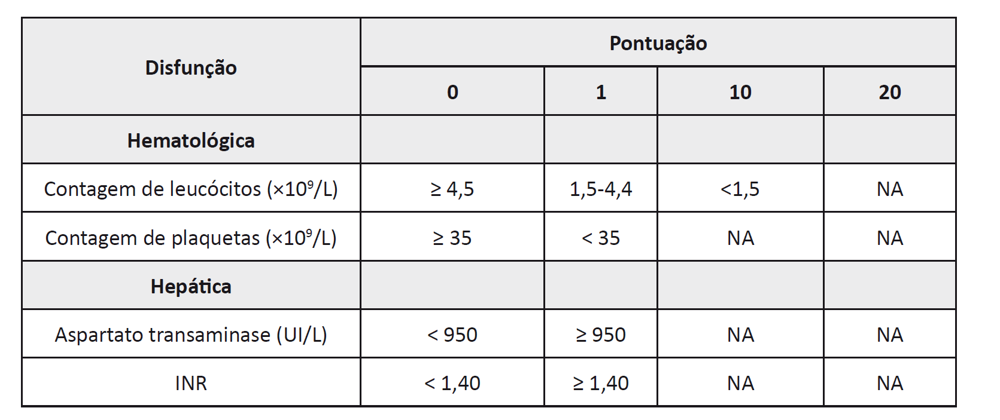 Disfunção Pontuação
0 1 10 20
Hematológica
Contagem de leucócitos (×10⁹/L) ≥ 4,5 1,5-4,4 <1,5 NA
Contagem de plaquetas (×10⁹/L) ≥ 35 < 35 NA NA
Hepática
Aspartato transaminase (UI/L) < 950 ≥ 950 NA NA
INR < 1,40 ≥ 1,40 NA NA